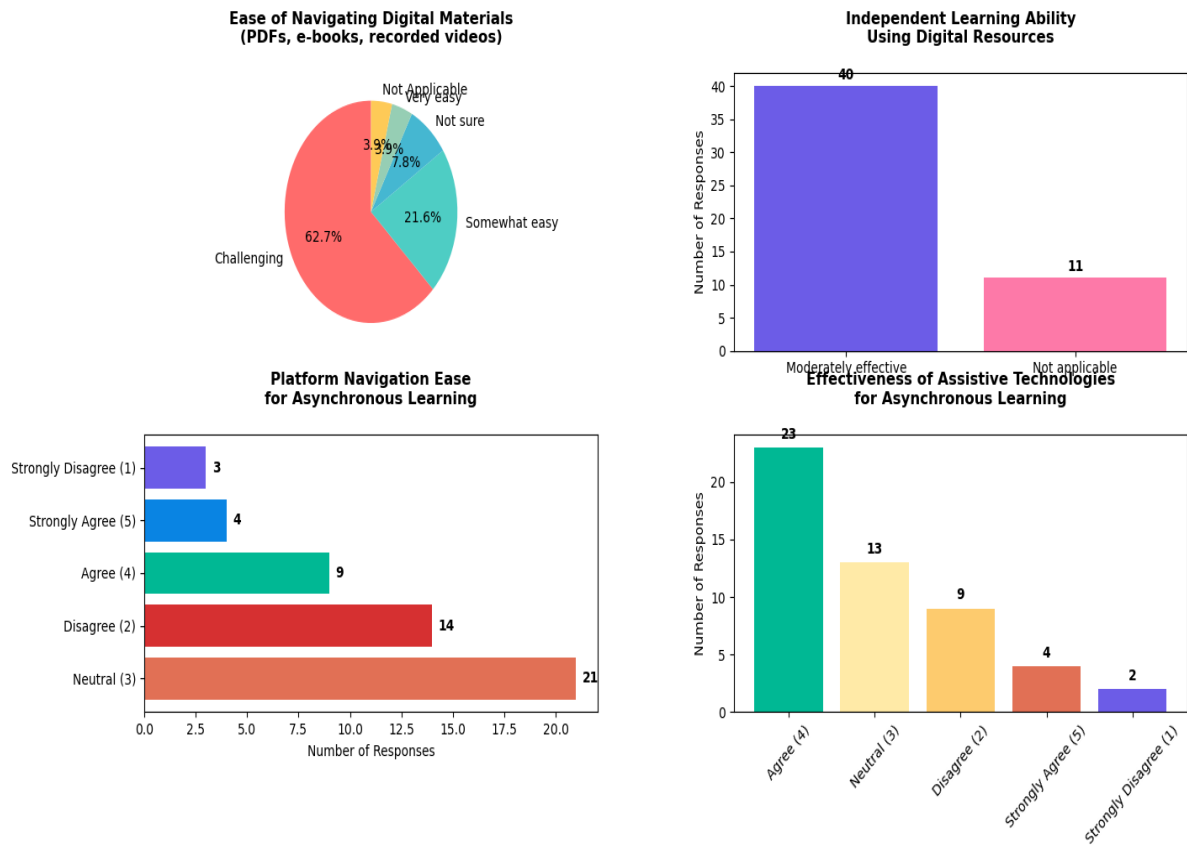 Ease of Navigating Digital Materials
(PDFs, e-books, recorded videos)
Not Applicable
Very easy
Not sure
Somewhat easy
Challenging
3.9%
3.9%
7.8%
21.6%
62.7%
Independent Learning Ability
Using Digital Resources
Number of Responses
40
35
30
25
20
15
10
5
0
40
11
Moderately effective
Not applicable
Platform Navigation Ease
for Asynchronous Learning
Strongly Disagree (1)
3
Strongly Agree (5)
4
Agree (4)
9
Disagree (2)
14
Neutral (3)
21
0.0 2.5 5.0 7.5 10.0 12.5 15.0 17.5 20.0
Number of Responses
Effectiveness of Assistive Technologies
for Asynchronous Learning
Number of Responses
20
15
10
5
0
23
13
9
4
2
Agree (4)
Neutral (3)
Disagree (2)
Strongly Agree (5)
Strongly Disagree (1)